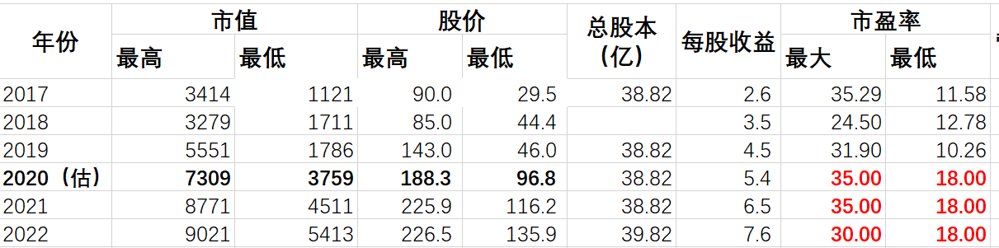 年份 市值 股价 总股本（亿） 每股收益 市盈率
最高 最低 最高 最低 最大 最低
2017 3414 1121 90.0 29.5 38.82 2.6 35.29 11.58
2018 3279 1711 85.0 44.4 3.5 24.50 12.78
2019 5551 1786 143.0 46.0 38.82 4.5 31.90 10.26
2020（估） 7309 3759 188.3 96.8 38.82 5.4 35.00 18.00
2021 8771 4511 225.9 116.2 38.82 6.5 35.00 18.00
2022 9021 5413 226.5 135.9 39.82 7.6 30.00 18.00